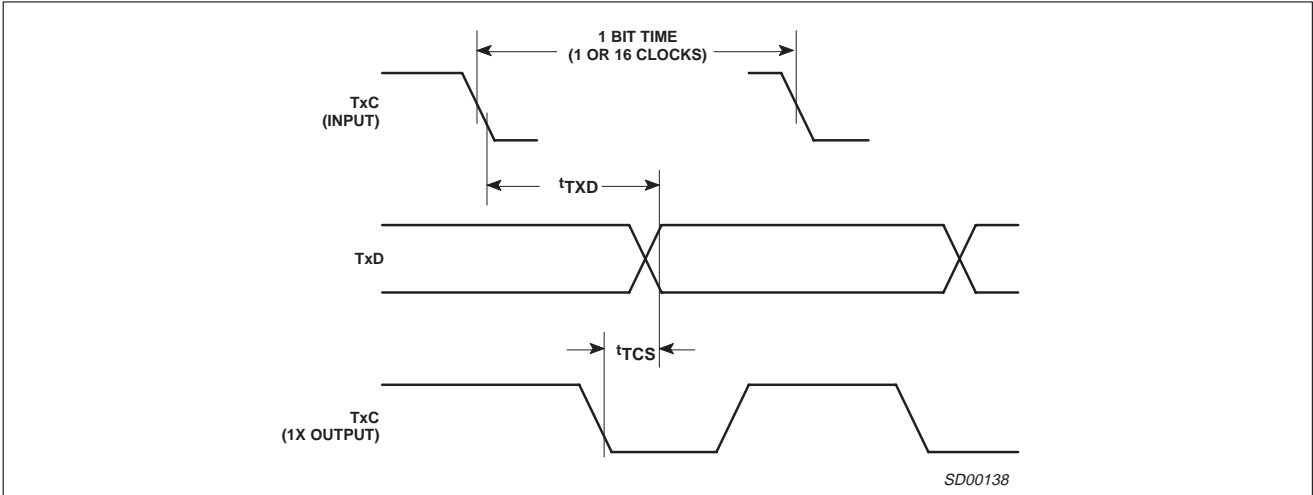 1 BIT TIME
(1 OR 16 CLOCKS)
TxC
(INPUT)
tTXD
TxD
tTCS
TxC
(1X OUTPUT)
SD00138